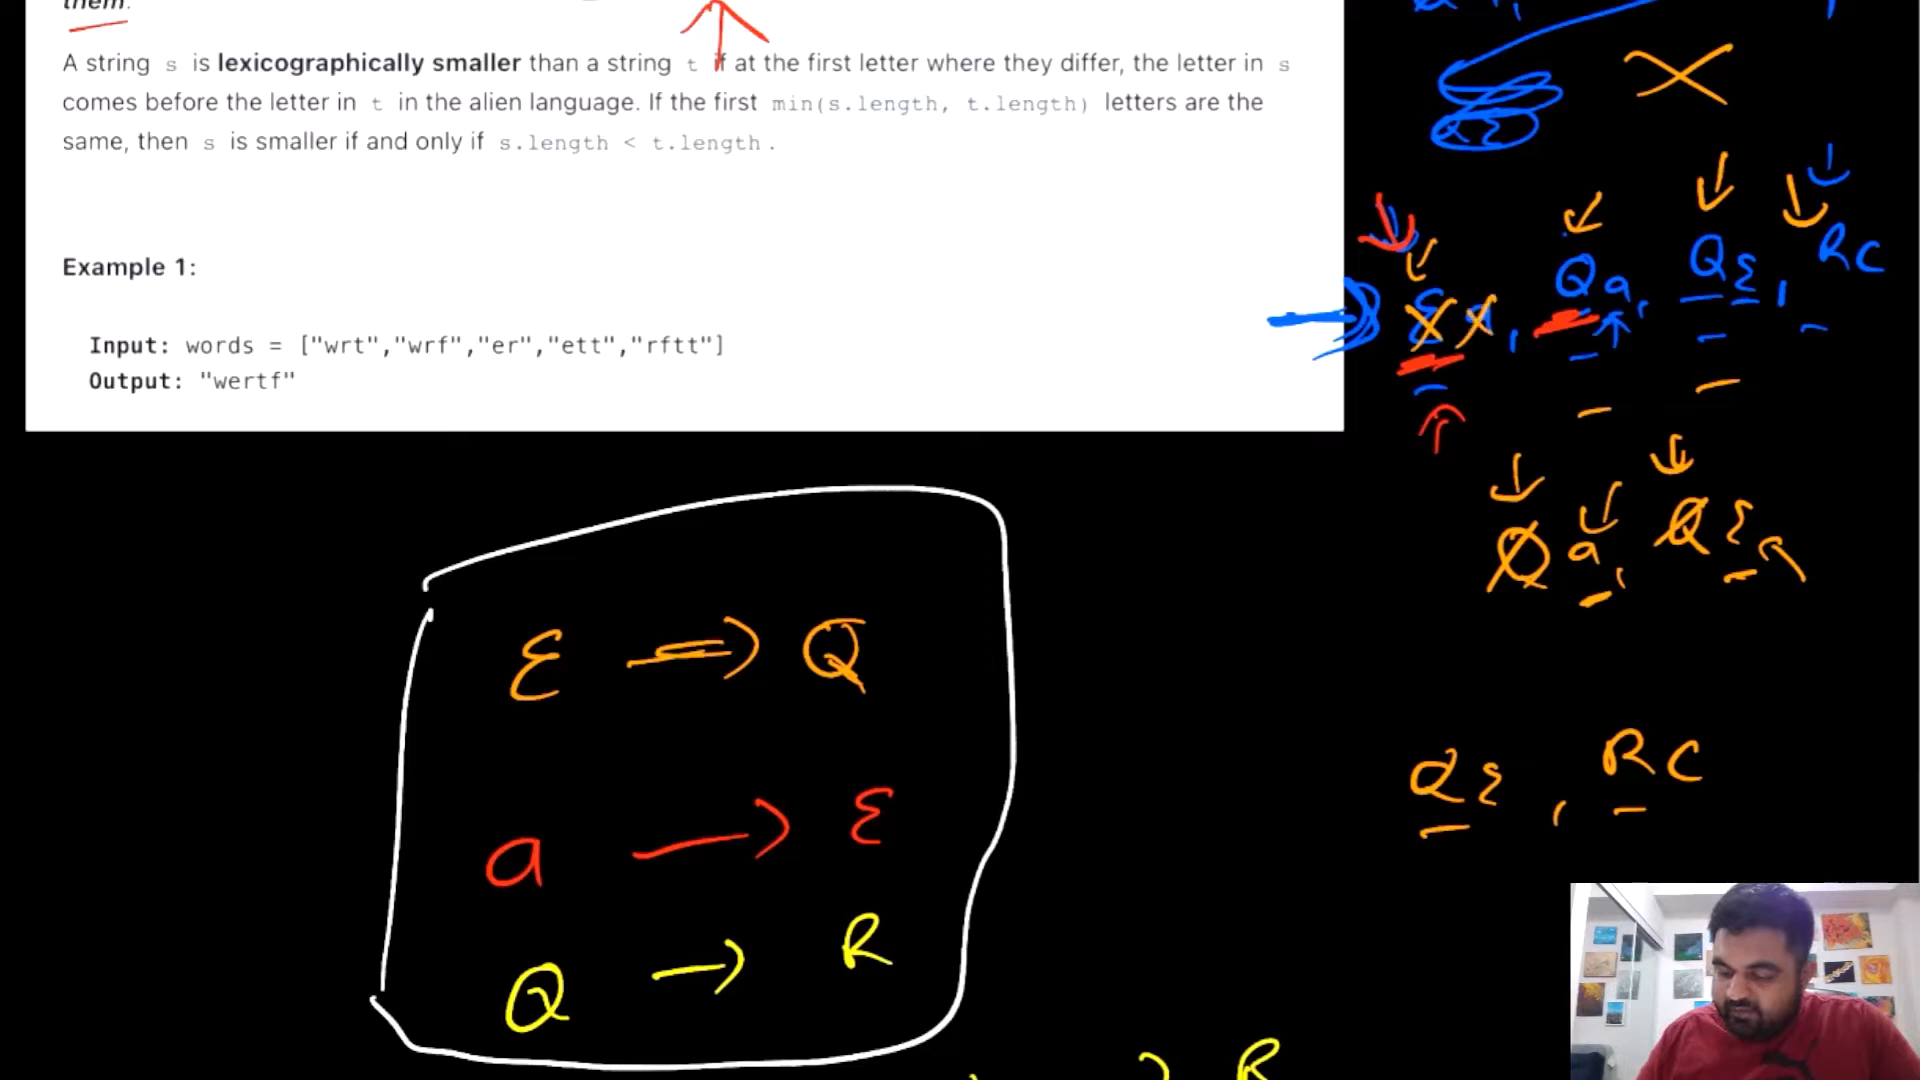 them.
A string s is lexicographically smaller than a string t if at the first letter where they differ, the letter in s
comes before the letter in t in the alien language. If the first min(s.length, t.length) letters are the
same, then s is smaller if and only if s.length < t.length.
Example 1:
Input: words = ["wrt","wrf","er","ett","rftt"]
Output: "wertf"
Qa, Qε, RC
Qa, Qε
Qε, RC
ε → Q
a → ε
Q → R
R